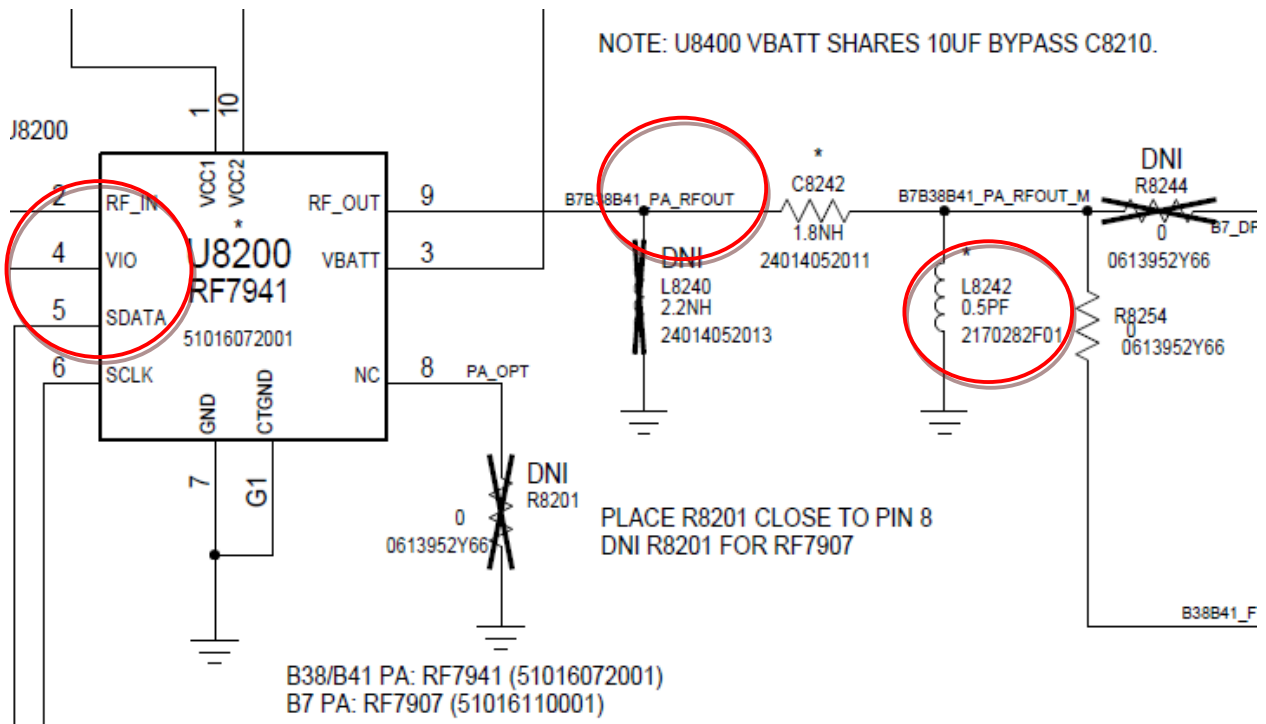 NOTE: U8400 VBATT SHARES 10UF BYPASS C8210.
J8200
1
10
VCC1
VCC2
2
RF_IN
RF_OUT
9
4
VIO
VBATT
3
5
SDATA
6
SCLK
NC
8
PA_OPT
*
U8200
RF7941
51016072001
GND
CTGND
7
G1
B7B38B41_PA_RFOUT
*
C8242
1.8NH
24014052011
B7B38B41_PA_RFOUT_M
DNI
R8244
0
0613952Y66
B7_DF
DNI
L8240
2.2NH
24014052013
*
L8242
0.5PF
2170282F01
R8254
0
0613952Y66
DNI
R8201
0
0613952Y66
PLACE R8201 CLOSE TO PIN 8
DNI R8201 FOR RF7907
B38B41_F
B38/B41 PA: RF7941 (51016072001)
B7 PA: RF7907 (51016110001)